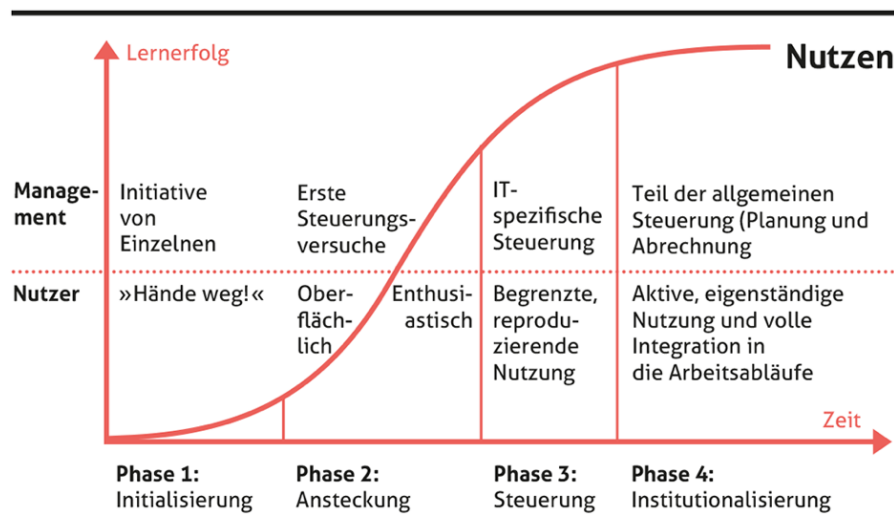 Lernerfolg
Nutzen
Manage-
ment
Initiative
von
Einzelnen
Erste
Steuerungs-
versuche
IT-
spezifische
Steuerung
Teil der allgemeinen
Steuerung (Planung und
Abrechnung
Nutzer
»Hände weg!«
Ober-
fläch-
lich
Enthusi-
astisch
Begrenzte,
reprodu-
zierende
Nutzung
Aktive, eigenständige
Nutzung und volle
Integration in
die Arbeitsabläufe
Zeit
Phase 1:
Initialisierung
Phase 2:
Ansteckung
Phase 3:
Steuerung
Phase 4:
Institutionalisierung